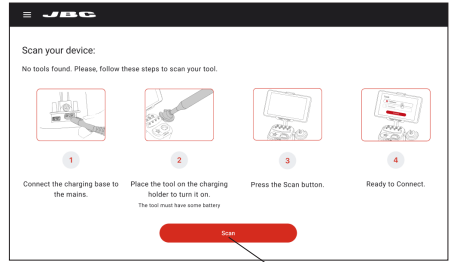 JBC
Scan your device:
No tools found. Please, follow these steps to scan your tool.
1
2
3
4
Connect the charging base to
the mains.
Place the tool on the charging
holder to turn it on.
The tool must have some battery
Press the Scan button.
Ready to Connect.
Scan